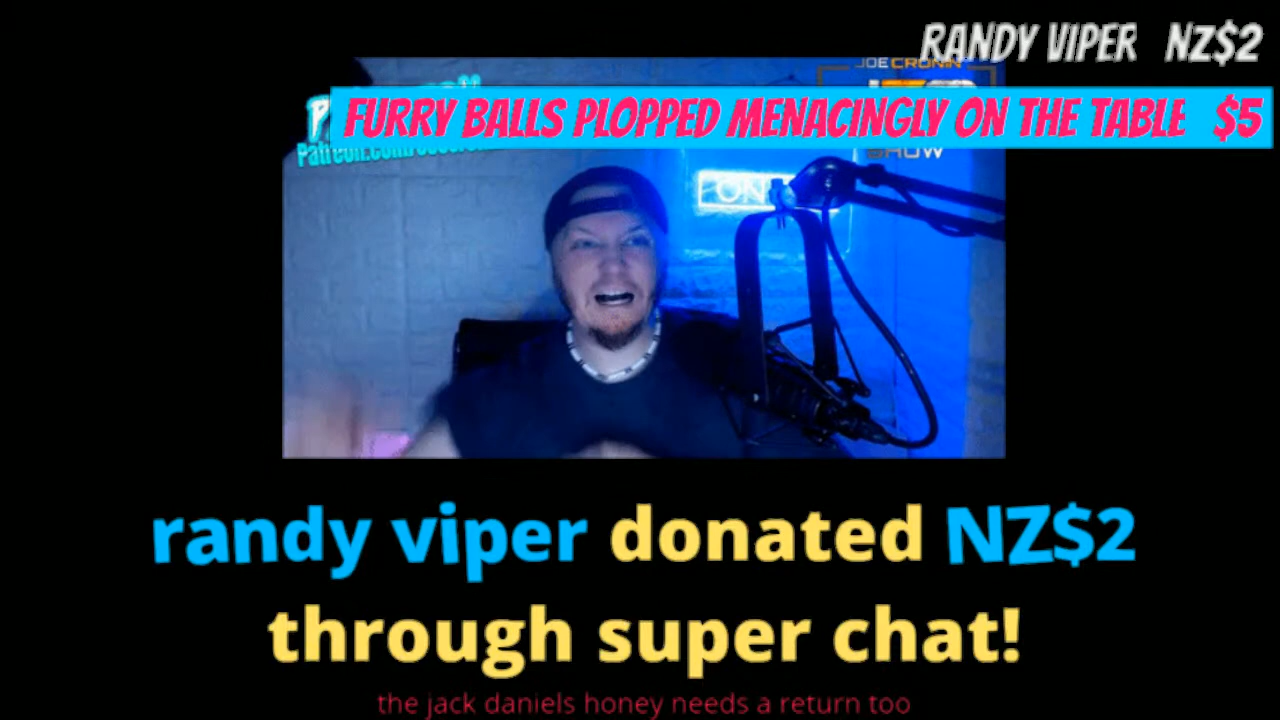 RANDY VIPER NZ$2
JOE CRONIN
FURRY BALLS PLOPPED MENACINGLY ON THE TABLE $5
SHOW
ON
randy viper donated NZ$2
through super chat!
the jack daniels honey needs a return too